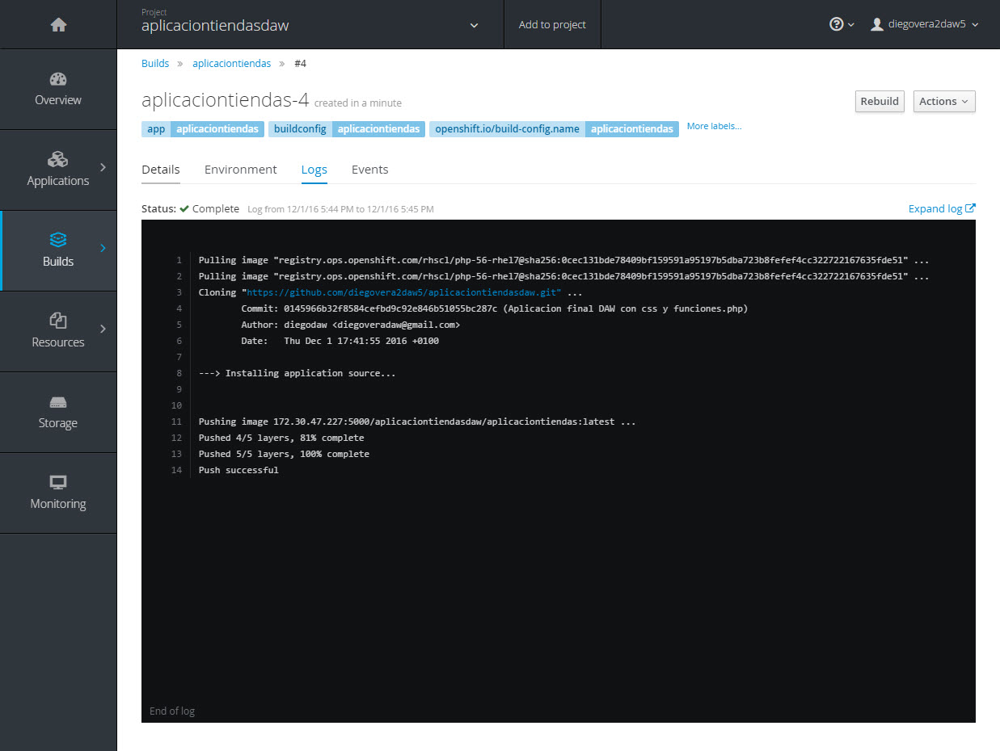 Project
aplicaciontiendasdaw
Add to project
diegovera2daw5
Overview
Applications
Builds
Resources
Storage
Monitoring
Builds » aplicaciontiendas » #4
aplicaciontiendas-4 created in a minute
Rebuild
Actions
app aplicaciontiendas buildconfig aplicaciontiendas openshift.io/build-config.name aplicaciontiendas More labels...
Details Environment Logs Events
Status: Complete Log from 12/1/16 5:44 PM to 12/1/16 5:45 PM
Expand log
1 Pulling image "registry.ops.openshift.com/rhscl/php-56-rhel7@sha256:0cec131bde78409bf159591a95197b5dba723b8fefef4cc322722167635fde51" ...
2 Pulling image "registry.ops.openshift.com/rhscl/php-56-rhel7@sha256:0cec131bde78409bf159591a95197b5dba723b8fefef4cc322722167635fde51" ...
3 Cloning "https://github.com/diegovera2daw5/aplicaciontiendasdaw.git" ...
4 Commit: 0145966b32f8584cefbd9c92e846b51055bc287c (Aplicacion final DAW con css y funciones.php)
5 Author: diegodaw <diegoveradaw@gmail.com>
6 Date: Thu Dec 1 17:41:55 2016 +0100
7
8 ---> Installing application source...
9
10
11 Pushing image 172.30.47.227:5000/aplicaciontiendasdaw/aplicaciontiendas:latest ...
12 Pushed 4/5 layers, 81% complete
13 Pushed 5/5 layers, 100% complete
14 Push successful
End of log